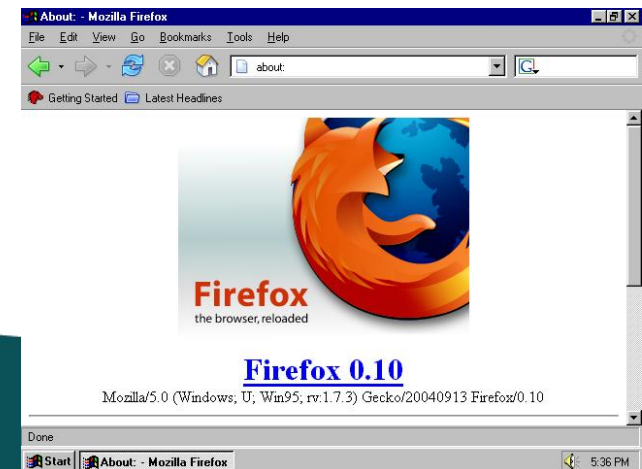 About: - Mozilla Firefox
File Edit View Go Bookmarks Tools Help
about:
G
Getting Started Latest Headlines
Firefox
the browser, reloaded
Firefox 0.10
Mozilla/5.0 (Windows; U; Win95; rv:1.7.3) Gecko/20040913 Firefox/0.10
Done
Start About: - Mozilla Firefox 5:36 PM